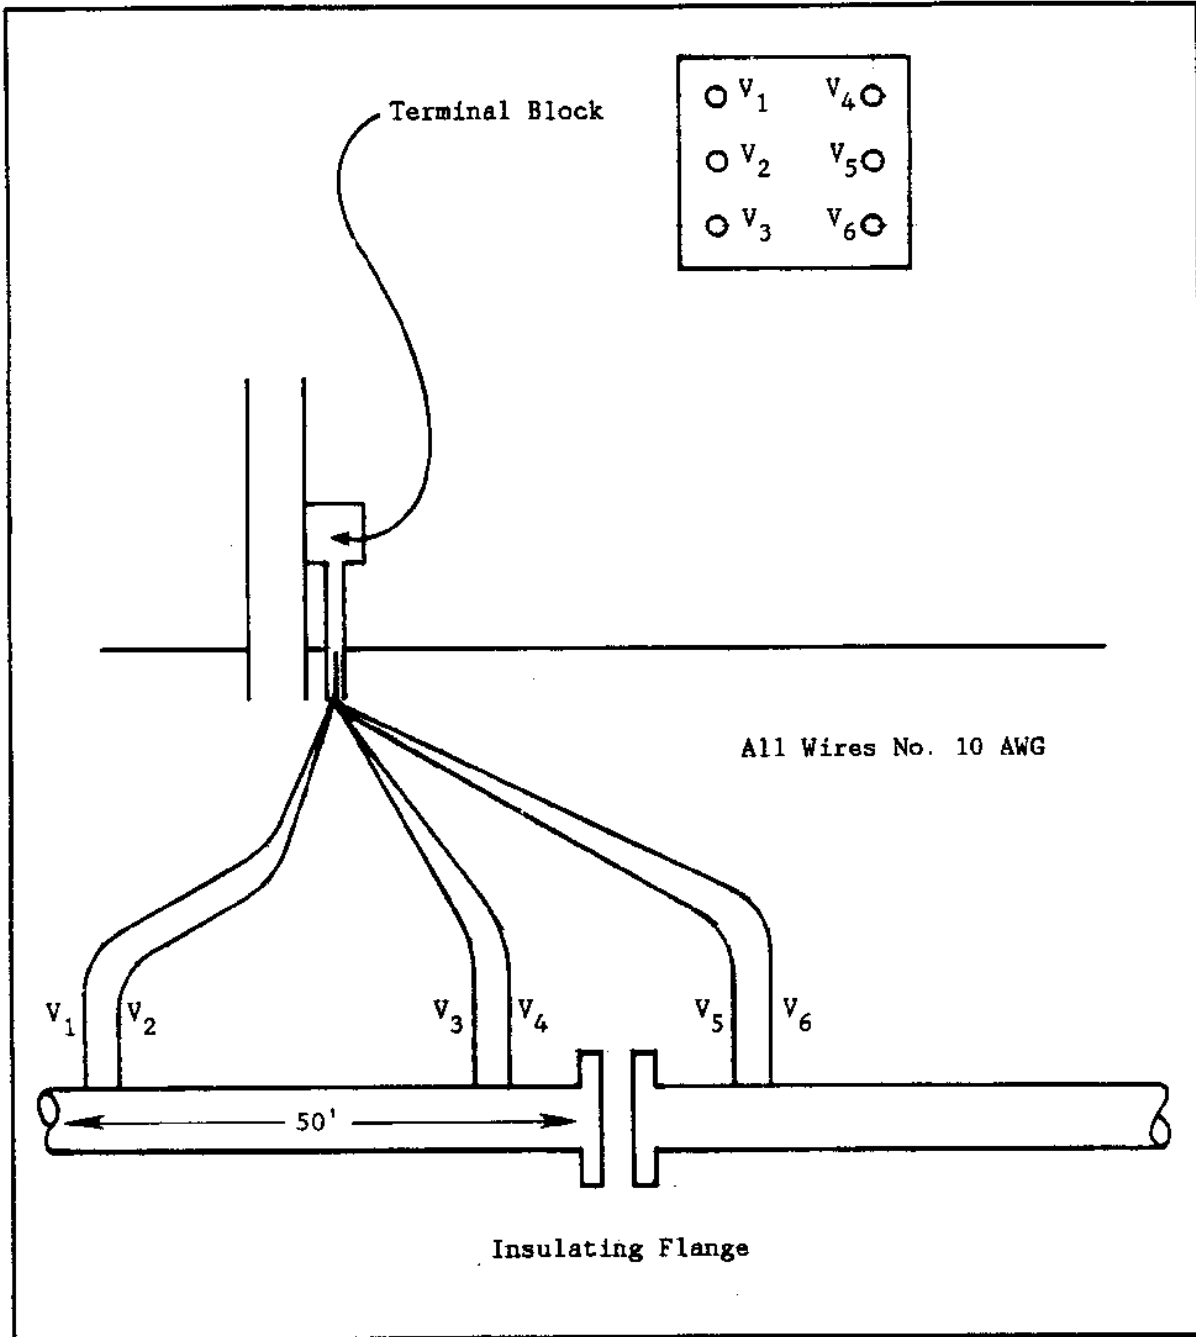 Terminal Block
V1 V4
V2 V5
V3 V6
All Wires No. 10 AWG
V1 V2 V3 V4 V5 V6
50'
Insulating Flange